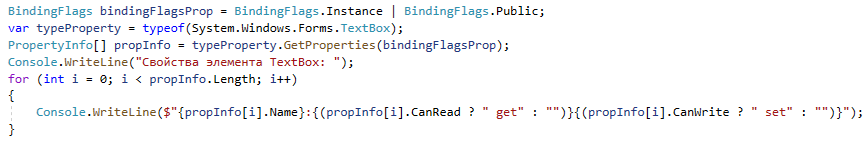 BindingFlags bindingFlagsProp = BindingFlags.Instance | BindingFlags.Public;
var typeProperty = typeof(System.Windows.Forms.TextBox);
PropertyInfo[] propInfo = typeProperty.GetProperties(bindingFlagsProp);
Console.WriteLine("Свойства элемента TextBox: ");
for (int i = 0; i < propInfo.Length; i++)
{
    Console.WriteLine($"{propInfo[i].Name}:{(propInfo[i].CanRead ? " get" : "")}{(propInfo[i].CanWrite ? " set" : "")}");
}